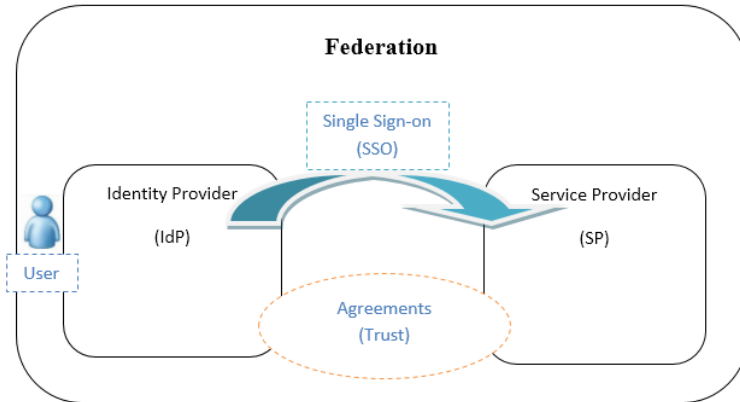 Federation
Single Sign-on
(SSO)
Identity Provider
(IdP)
Service Provider
(SP)
User
Agreements
(Trust)